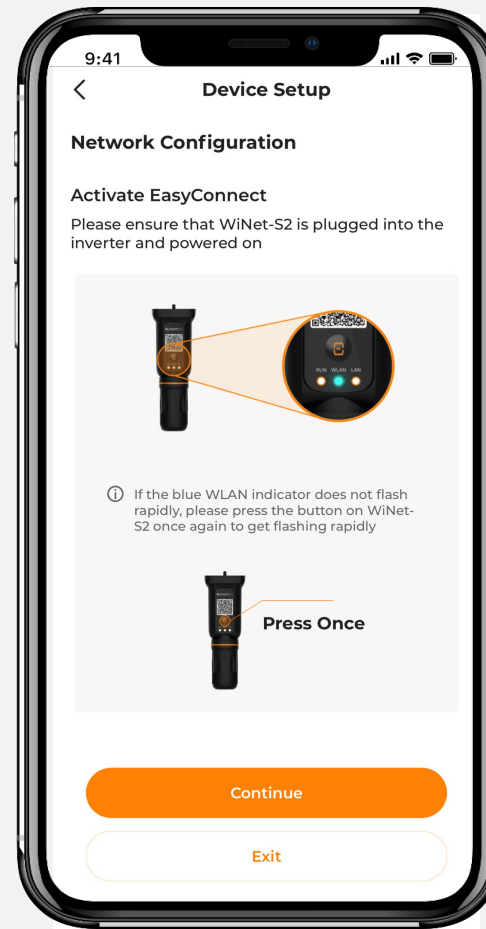 9:41
Device Setup
Network Configuration
Activate EasyConnect
Please ensure that WiNet-S2 is plugged into the
inverter and powered on
RUN WLAN LAN
If the blue WLAN indicator does not flash
rapidly, please press the button on WiNet-
S2 once again to get flashing rapidly
Press Once
Continue
Exit